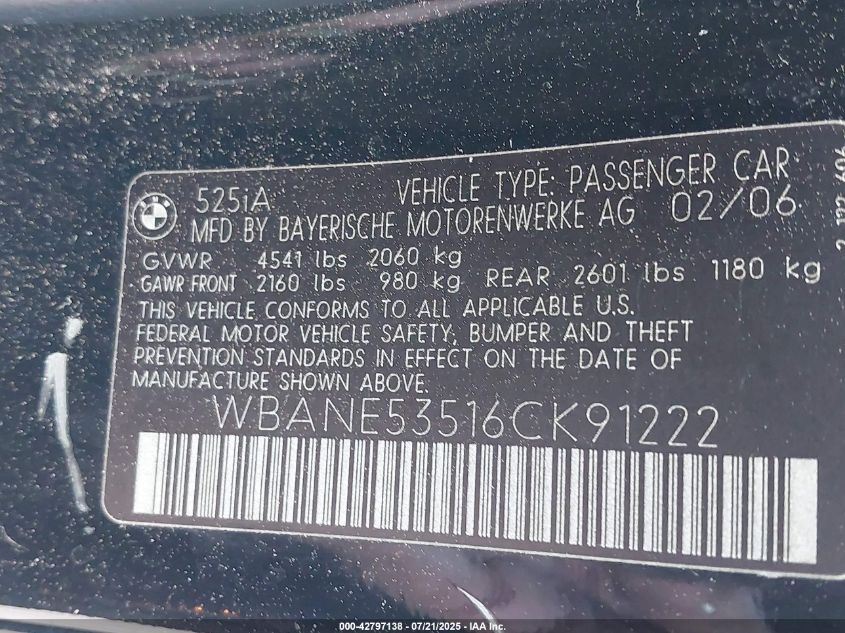 525iA VEHICLE TYPE: PASSENGER CAR
MFD BY BAYERISCHE MOTORENWERKE AG 02/06
GVWR 4541 lbs 2060 kg
GAWR FRONT 2160 lbs 980 kg REAR 2601 lbs 1180 kg
THIS VEHICLE CONFORMS TO ALL APPLICABLE U.S.
FEDERAL MOTOR VEHICLE SAFETY, BUMPER AND THEFT
PREVENTION STANDARDS IN EFFECT ON THE DATE OF
MANUFACTURE SHOWN ABOVE.
WBANE53516CK91222
000-42797138 - 07/21/2025 - IAA Inc.